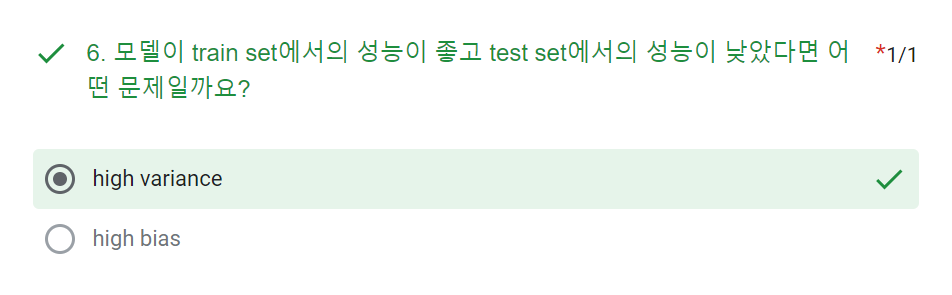 6. 모델이 train set에서의 성능이 좋고 test set에서의 성능이 낮았다면 어 *1/1
떤 문제일까요?
high variance
high bias